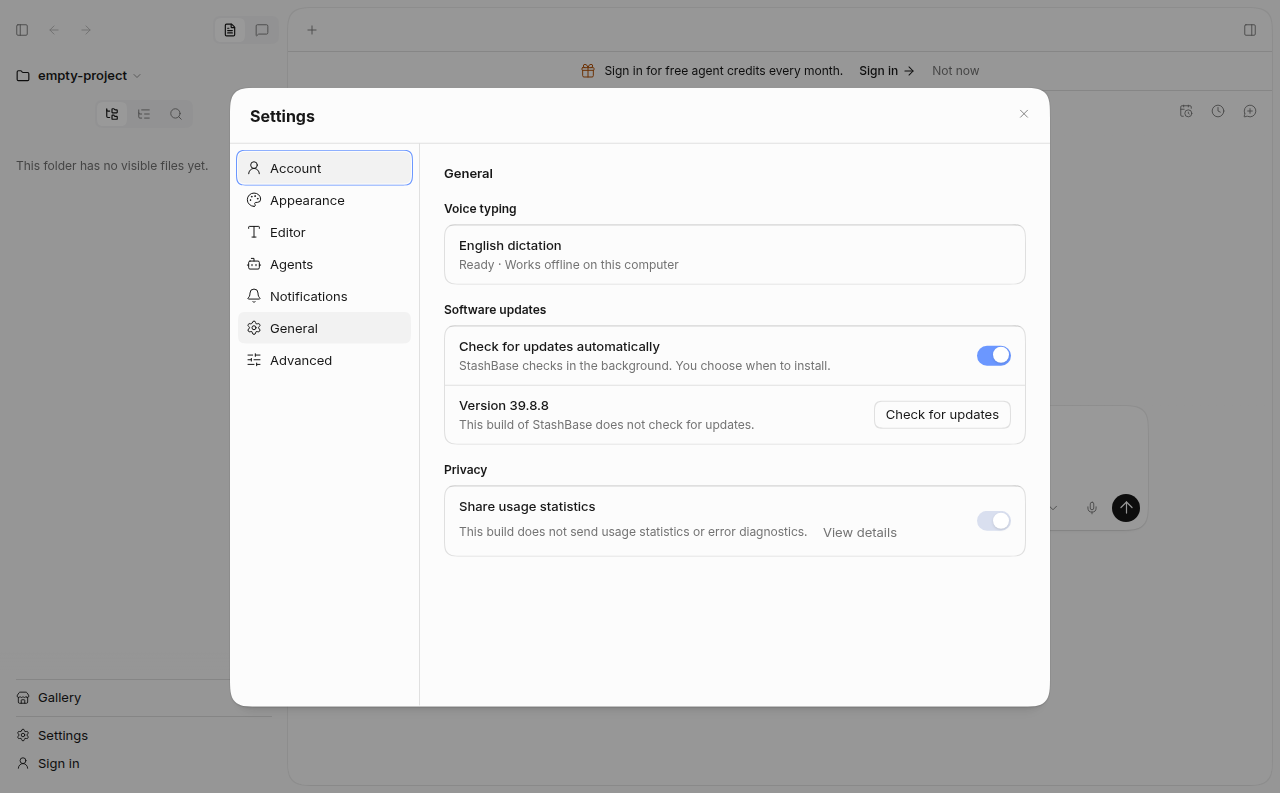 Sign in for free agent credits every month. Sign in → Not now
empty-project
This folder has no visible files yet.
Gallery
Settings
Sign in
Settings
Account
Appearance
Editor
Agents
Notifications
General
Advanced
General
Voice typing
English dictation
Ready · Works offline on this computer
Software updates
Check for updates automatically
StashBase checks in the background. You choose when to install.
Version 39.8.8
This build of StashBase does not check for updates.
Check for updates
Privacy
Share usage statistics
This build does not send usage statistics or error diagnostics. View details